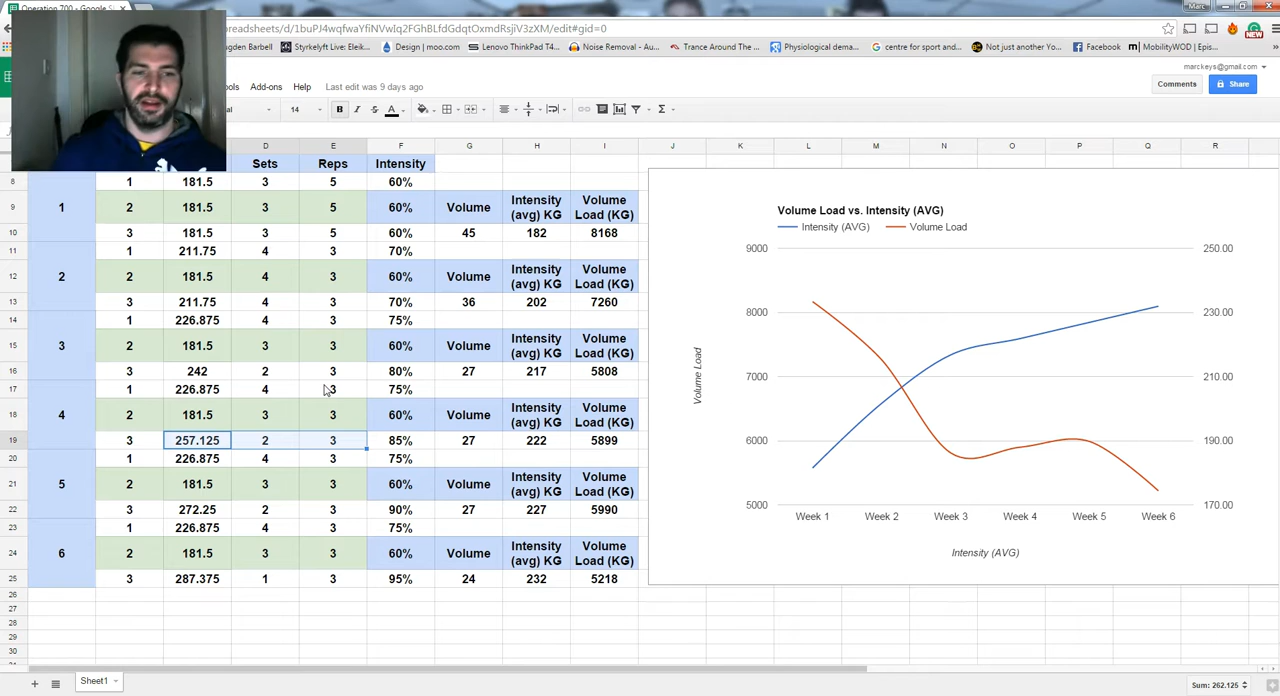 Operation 700 - Google S
Marc
preadsheets/d/1buPJ4wqfwaYfiNVwIq2FGhBLfdGdqtOxmdRsjiV3zXM/edit#gid=0
NEW
ugden Barbell Styrkelyft Live: Eleik... Design | moo.com Lenovo ThinkPad T4... Noise Removal - Au... Trance Around The ... Physiological dema... centre for sport and... Not just another Yo... Facebook MobilityWOD | Epis...
marckeys@gmail.com
ols Add-ons Help Last edit was 9 days ago
Comments Share
al 14 B I S A Σ
D E F G H I J K L M N O P Q R
Sets Reps Intensity
8 1 181.5 3 5 60%
9 1 2 181.5 3 5 60% Volume Intensity (avg) KG Volume Load (KG)
10 3 181.5 3 5 60% 45 182 8168
11 1 211.75 4 3 70%
12 2 2 181.5 4 3 60% Volume Intensity (avg) KG Volume Load (KG)
13 3 211.75 4 3 70% 36 202 7260
14 1 226.875 4 3 75%
15 3 2 181.5 3 3 60% Volume Intensity (avg) KG Volume Load (KG)
16 3 242 2 3 80% 27 217 5808
17 1 226.875 4 3 75%
18 4 2 181.5 3 3 60% Volume Intensity (avg) KG Volume Load (KG)
19 3 257.125 2 3 85% 27 222 5899
20 1 226.875 4 3 75%
21 5 2 181.5 3 3 60% Volume Intensity (avg) KG Volume Load (KG)
22 3 272.25 2 3 90% 27 227 5990
23 1 226.875 4 3 75%
24 6 2 181.5 3 3 60% Volume Intensity (avg) KG Volume Load (KG)
25 3 287.375 1 3 95% 24 232 5218
26
27
28
29
30
Volume Load vs. Intensity (AVG)
Intensity (AVG) Volume Load
9000 250.00
8000 230.00
7000 210.00
6000 190.00
5000 170.00
Volume Load
Week 1 Week 2 Week 3 Week 4 Week 5 Week 6
Intensity (AVG)
Sheet1
Sum: 262.125